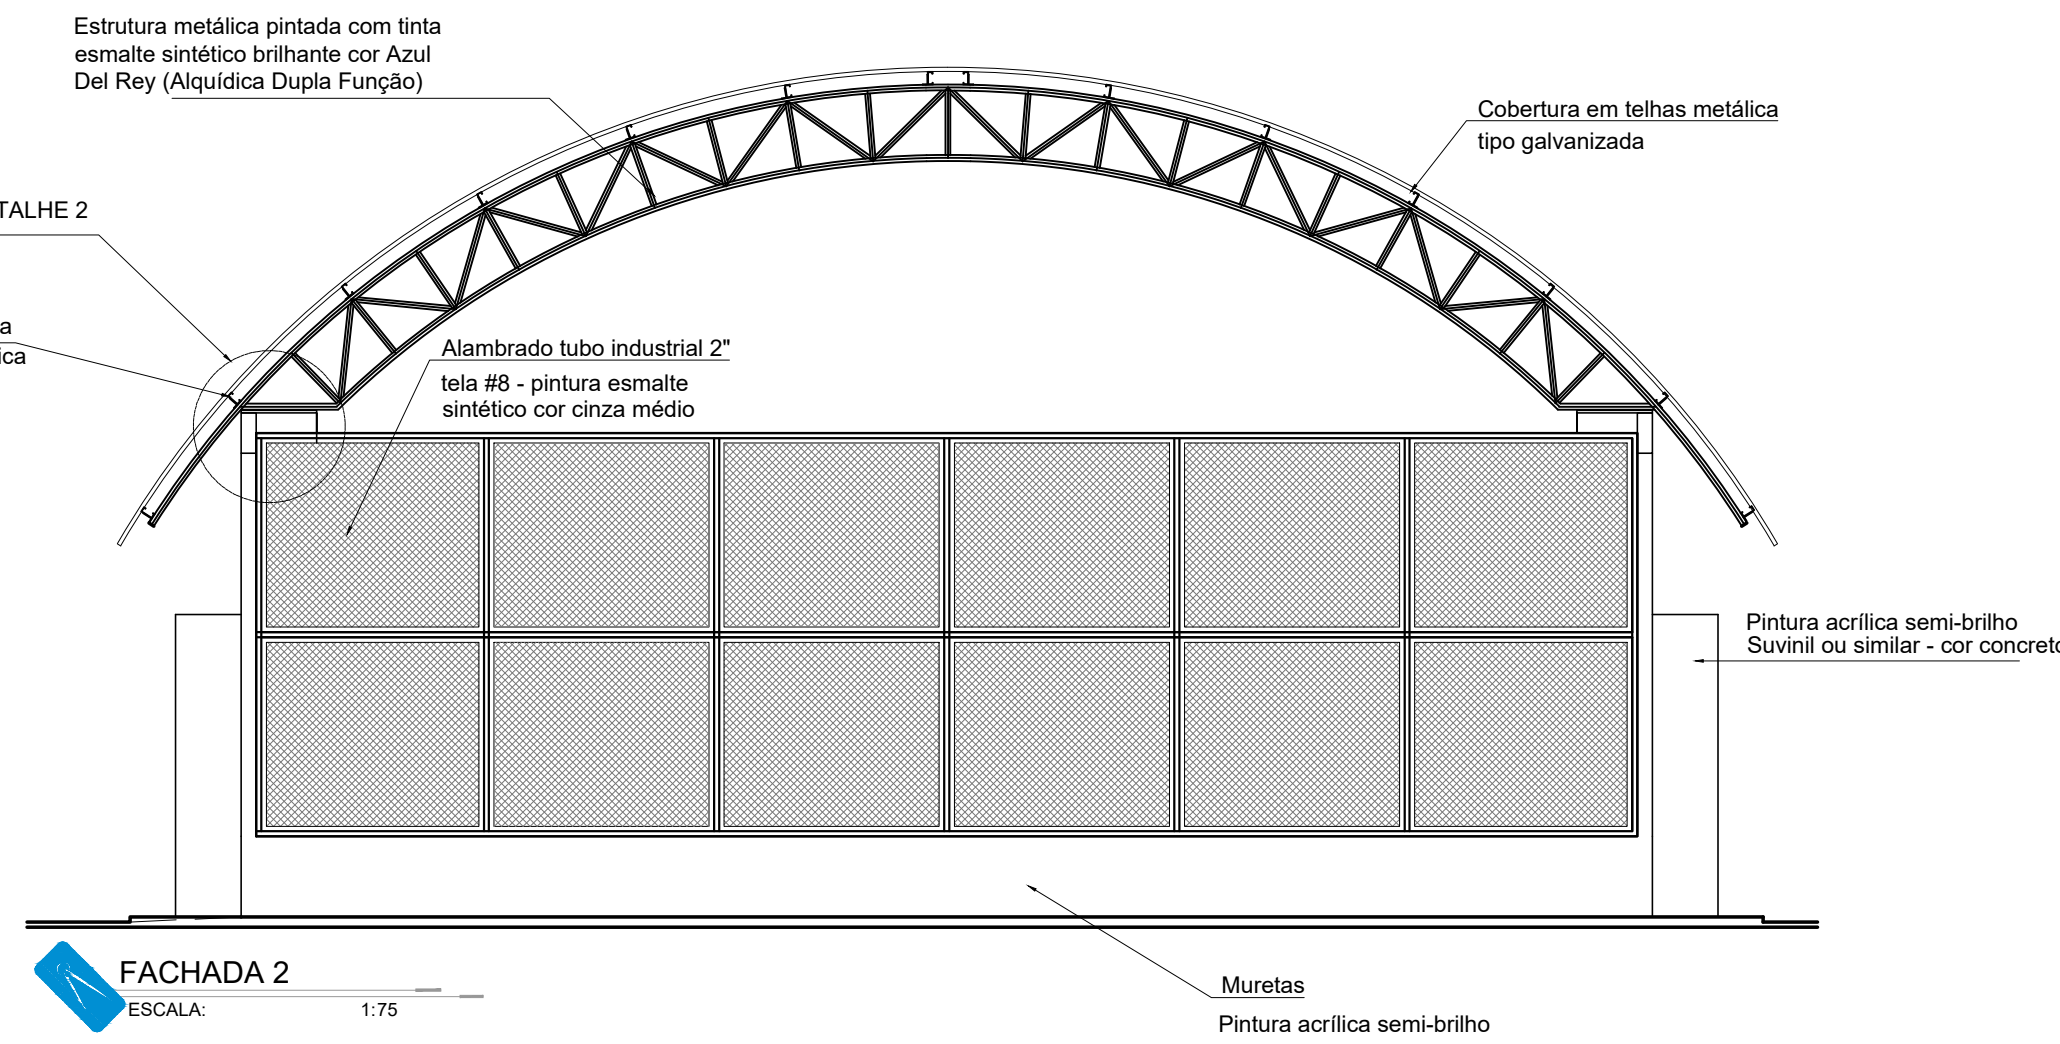 Estrutura metálica pintada com tinta
esmalte sintético brilhante cor Azul
Del Rey (Alquídica Dupla Função)
Cobertura em telhas metálica
tipo galvanizada
TALHE 2
a
ica
Alambrado tubo industrial 2"
tela #8 - pintura esmalte
sintético cor cinza médio
Pintura acrílica semi-brilho
Suvinil ou similar - cor concreto
FACHADA 2
ESCALA: 1:75
Muretas
Pintura acrílica semi-brilho